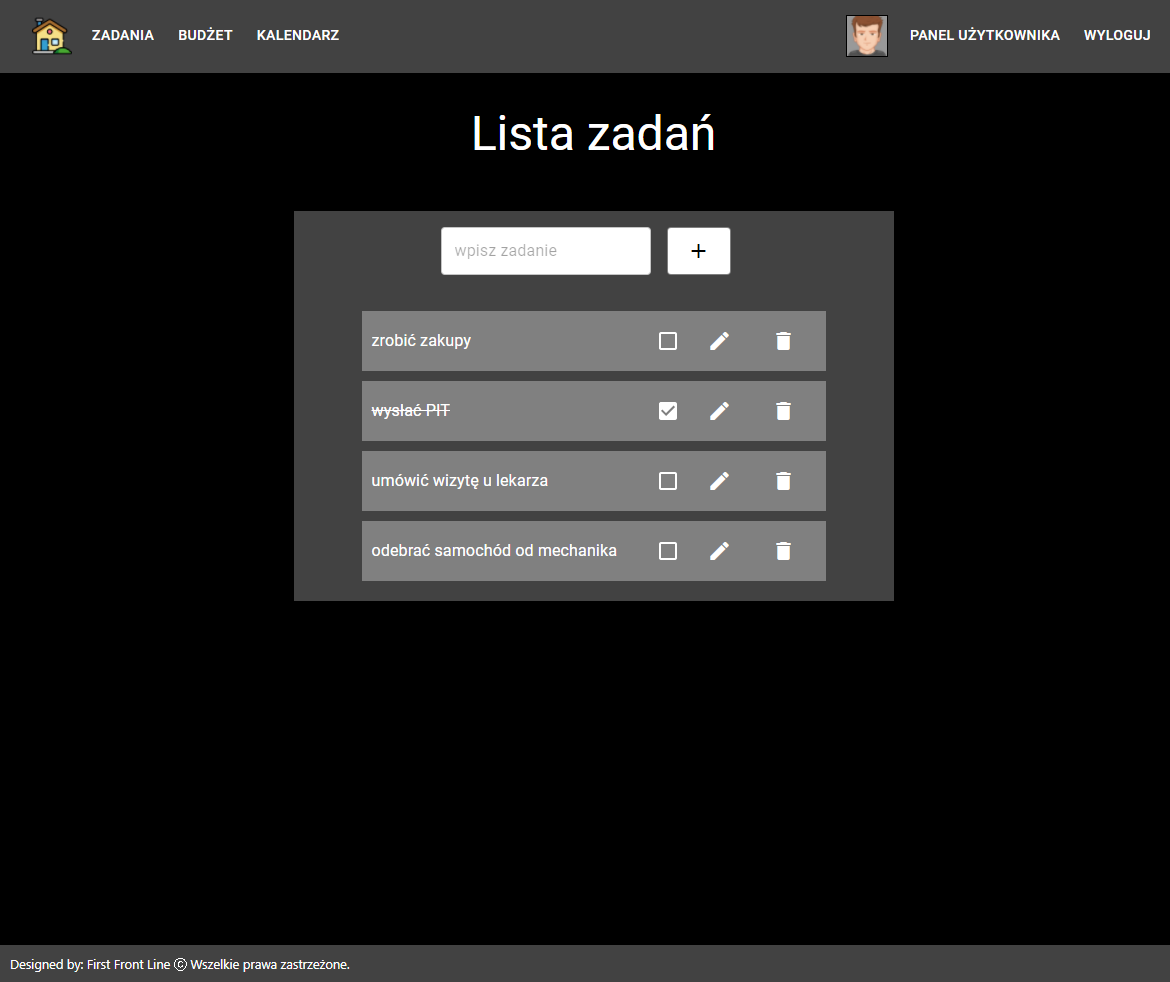 ZADANIA BUDŻET KALENDARZ PANEL UŻYTKOWNIKA WYLOGUJ
Lista zadań
wpisz zadanie +
zrobić zakupy
wysłać PIT
umówić wizytę u lekarza
odebrać samochód od mechanika
Designed by: First Front Line ⓒ Wszelkie prawa zastrzeżone.